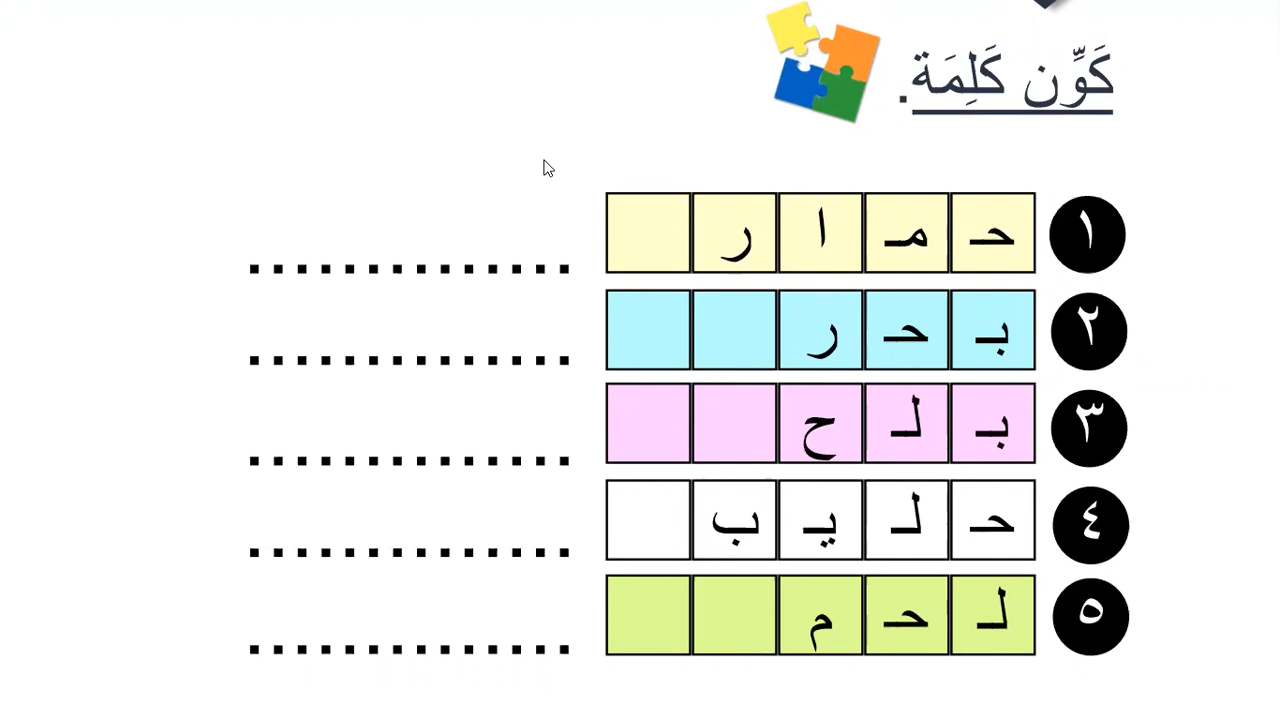 كَوِّن كَلِمَة.
١ حـ مـ ا ر ..............
٢ بـ حـ ر ..............
٣ بـ لـ ح ..............
٤ حـ لـ يـ ب ..............
٥ لـ حـ م ..............